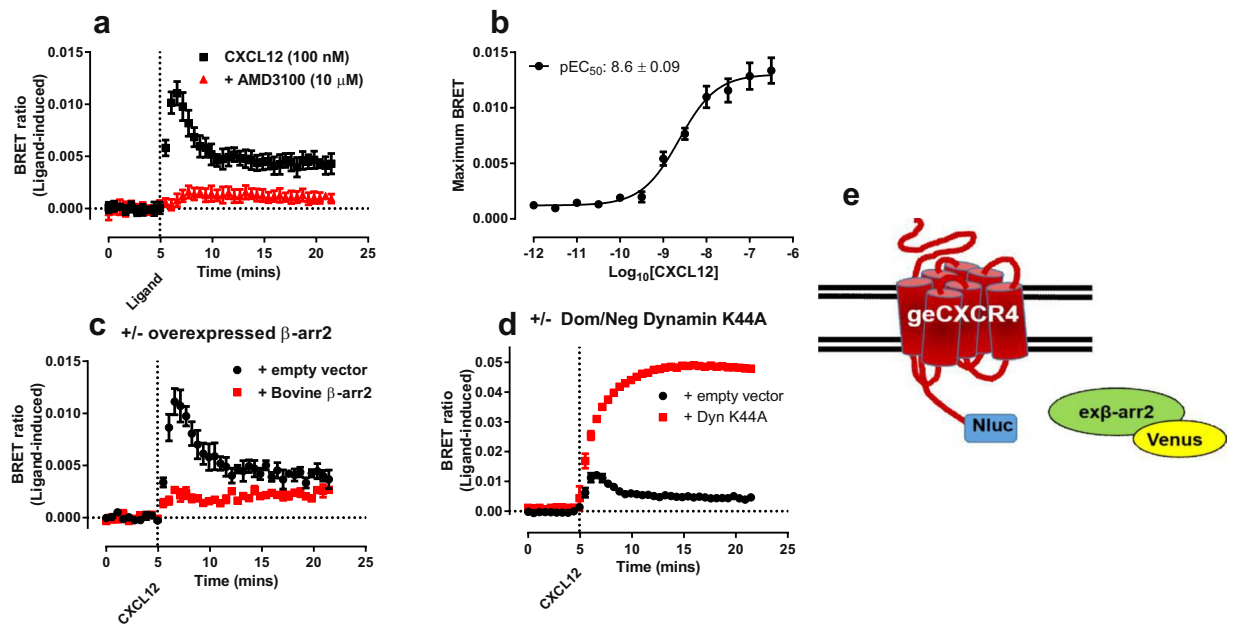 a
0.015
0.010
0.005
0.000
BRET ratio
(Ligand-induced)
CXCL12 (100 nM)
+ AMD3100 (10 μM)
0 5 10 15 20 25
Time (mins)
Ligand
b
0.015
0.010
0.005
0.000
Maximum BRET
pEC50: 8.6 ± 0.09
-12 -11 -10 -9 -8 -7 -6
Log10[CXCL12]
c
+/- overexpressed β-arr2
0.015
0.010
0.005
0.000
BRET ratio
(Ligand-induced)
+ empty vector
+ Bovine β-arr2
0 5 10 15 20 25
Time (mins)
CXCL12
d
+/- Dom/Neg Dynamin K44A
0.05
0.04
0.03
0.02
0.01
0.00
BRET ratio
(Ligand-induced)
+ empty vector
+ Dyn K44A
0 5 10 15 20 25
Time (mins)
CXCL12
e
geCXCR4
Nluc
exβ-arr2
Venus